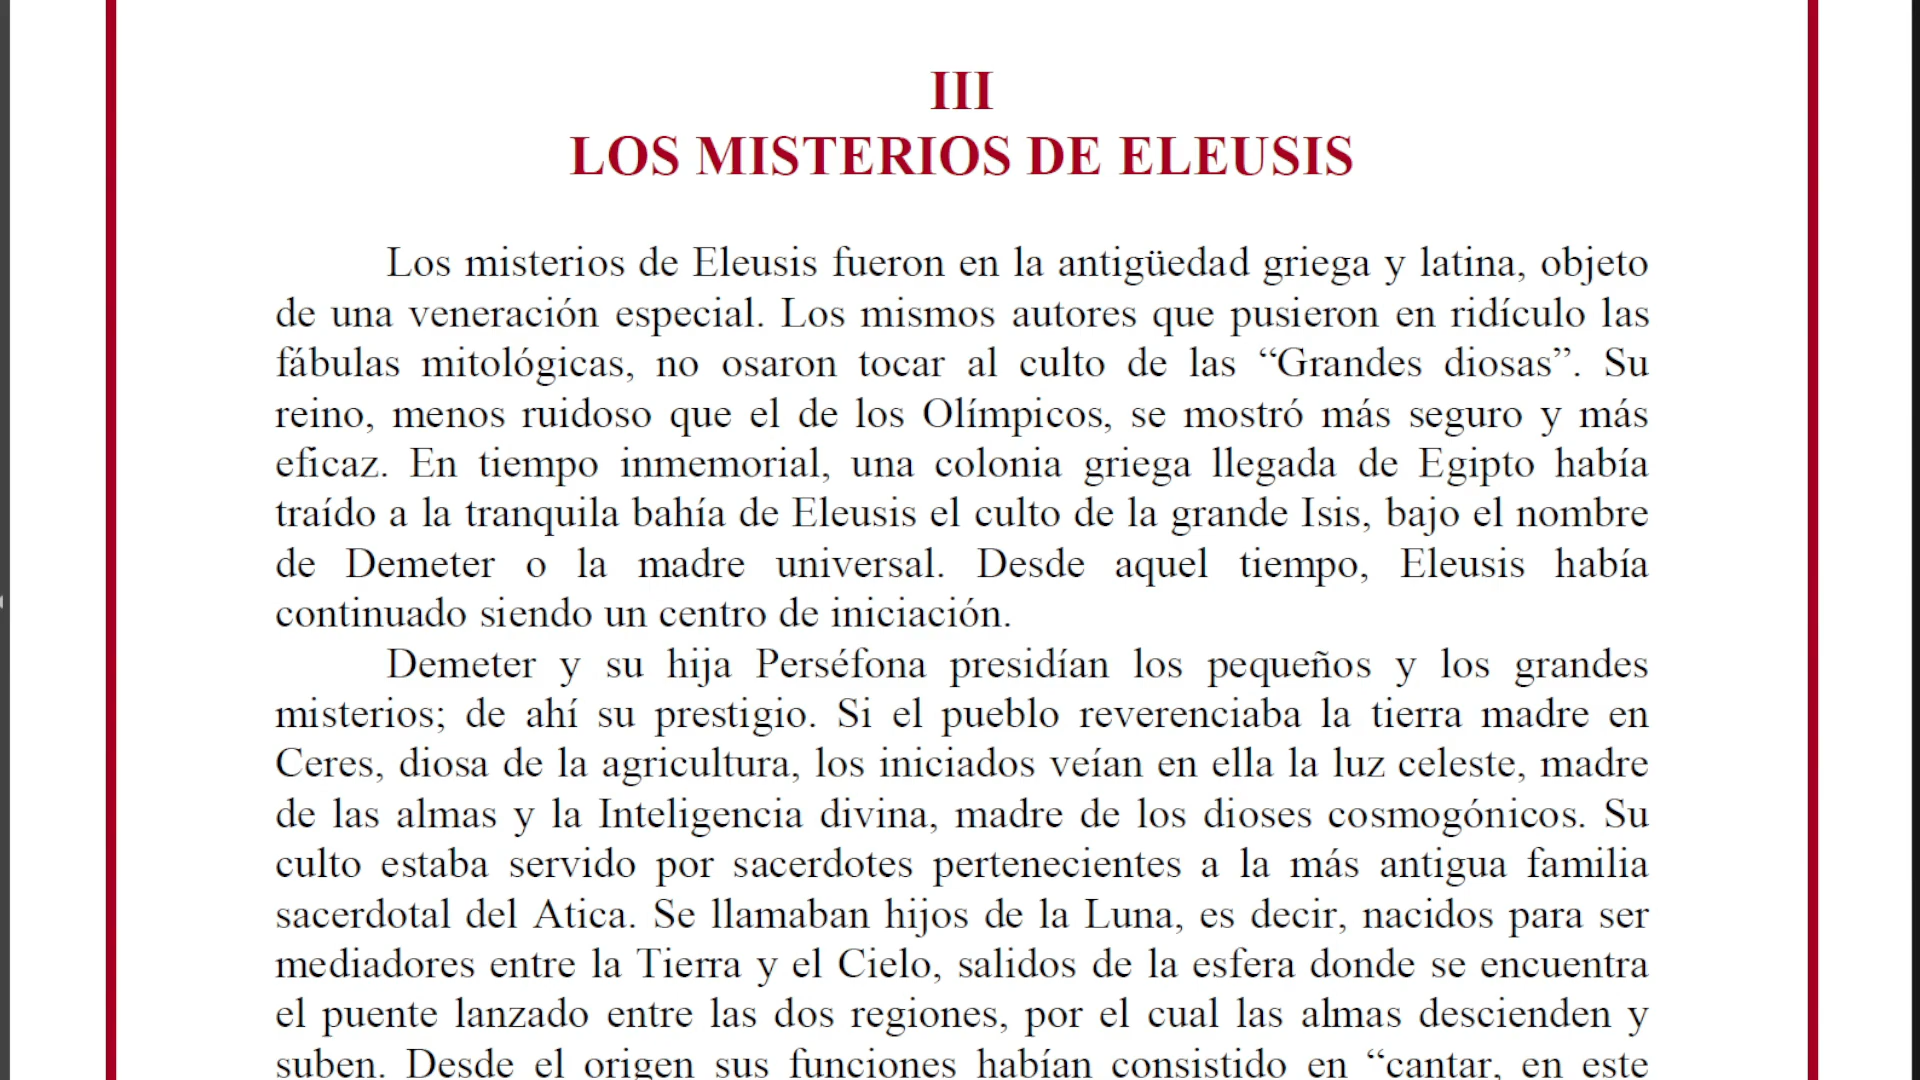 III
LOS MISTERIOS DE ELEUSIS
Los misterios de Eleusis fueron en la antigüedad griega y latina, objeto
de una veneración especial. Los mismos autores que pusieron en ridículo las
fábulas mitológicas, no osaron tocar al culto de las “Grandes diosas”. Su
reino, menos ruidoso que el de los Olímpicos, se mostró más seguro y más
eficaz. En tiempo inmemorial, una colonia griega llegada de Egipto había
traído a la tranquila bahía de Eleusis el culto de la grande Isis, bajo el nombre
de Demeter o la madre universal. Desde aquel tiempo, Eleusis había
continuado siendo un centro de iniciación.
Demeter y su hija Perséfona presidían los pequeños y los grandes
misterios; de ahí su prestigio. Si el pueblo reverenciaba la tierra madre en
Ceres, diosa de la agricultura, los iniciados veían en ella la luz celeste, madre
de las almas y la Inteligencia divina, madre de los dioses cosmogónicos. Su
culto estaba servido por sacerdotes pertenecientes a la más antigua familia
sacerdotal del Atica. Se llamaban hijos de la Luna, es decir, nacidos para ser
mediadores entre la Tierra y el Cielo, salidos de la esfera donde se encuentra
el puente lanzado entre las dos regiones, por el cual las almas descienden y
suben. Desde el origen sus funciones habían consistido en “cantar, en este